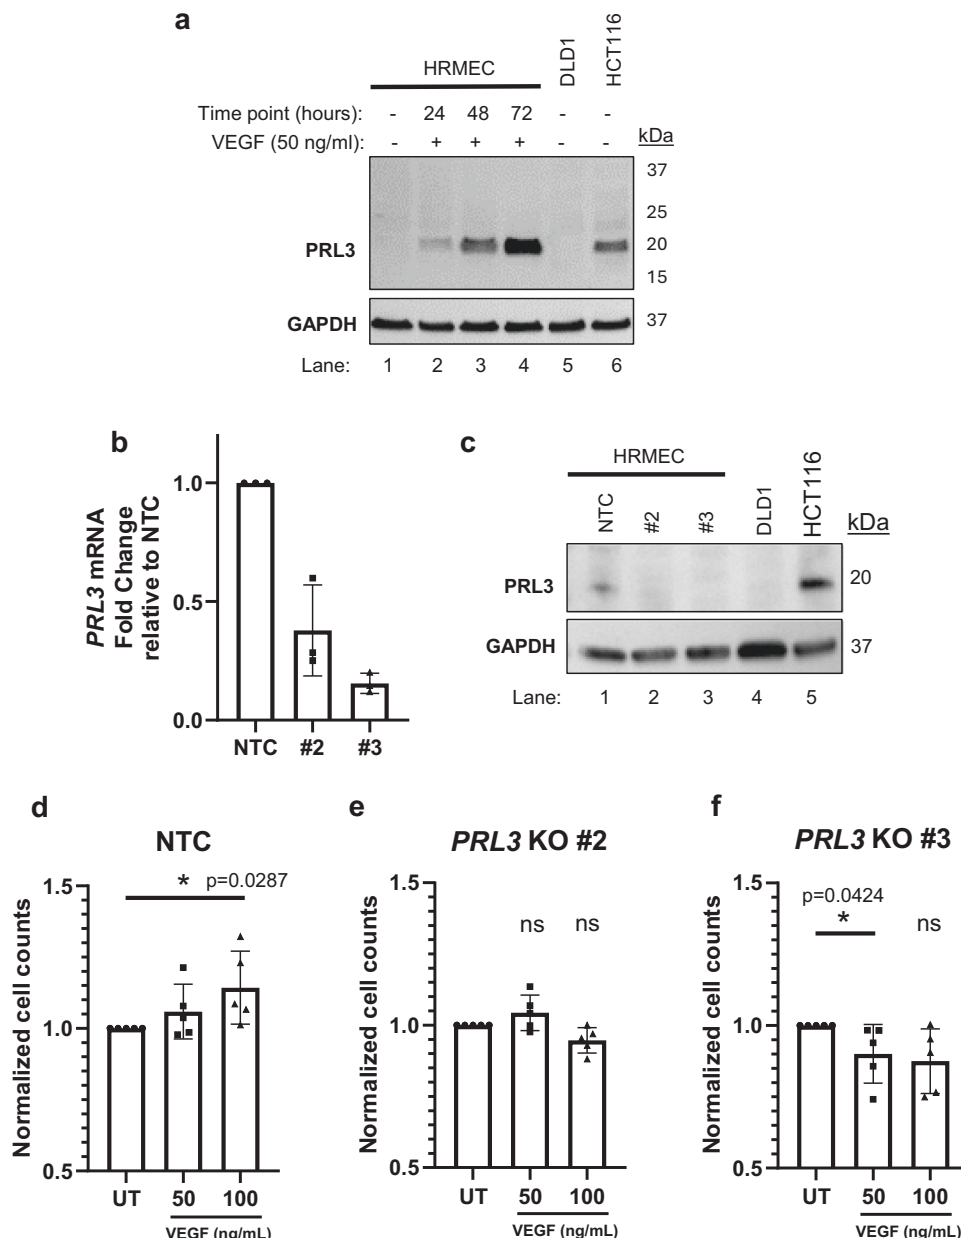 a
HRMEC
DLD1
HCT116
Time point (hours): - 24 48 72 - -
VEGF (50 ng/ml): - + + + - -
kDa
37
25
PRL3
20
15
GAPDH
37
Lane: 1 2 3 4 5 6
b
PRL3 mRNA
Fold Change
relative to NTC
1.0
0.5
0.0
NTC #2 #3
c
HRMEC
NTC
#2
#3
DLD1
HCT116
kDa
PRL3
20
GAPDH
37
Lane: 1 2 3 4 5
d
NTC
* p=0.0287
Normalized cell counts
1.5
1.0
0.5
UT 50 100
VEGF (ng/mL)
e
PRL3 KO #2
ns ns
Normalized cell counts
1.5
1.0
0.5
UT 50 100
VEGF (ng/mL)
f
PRL3 KO #3
p=0.0424
* ns
Normalized cell counts
1.5
1.0
0.5
UT 50 100
VEGF (ng/mL)